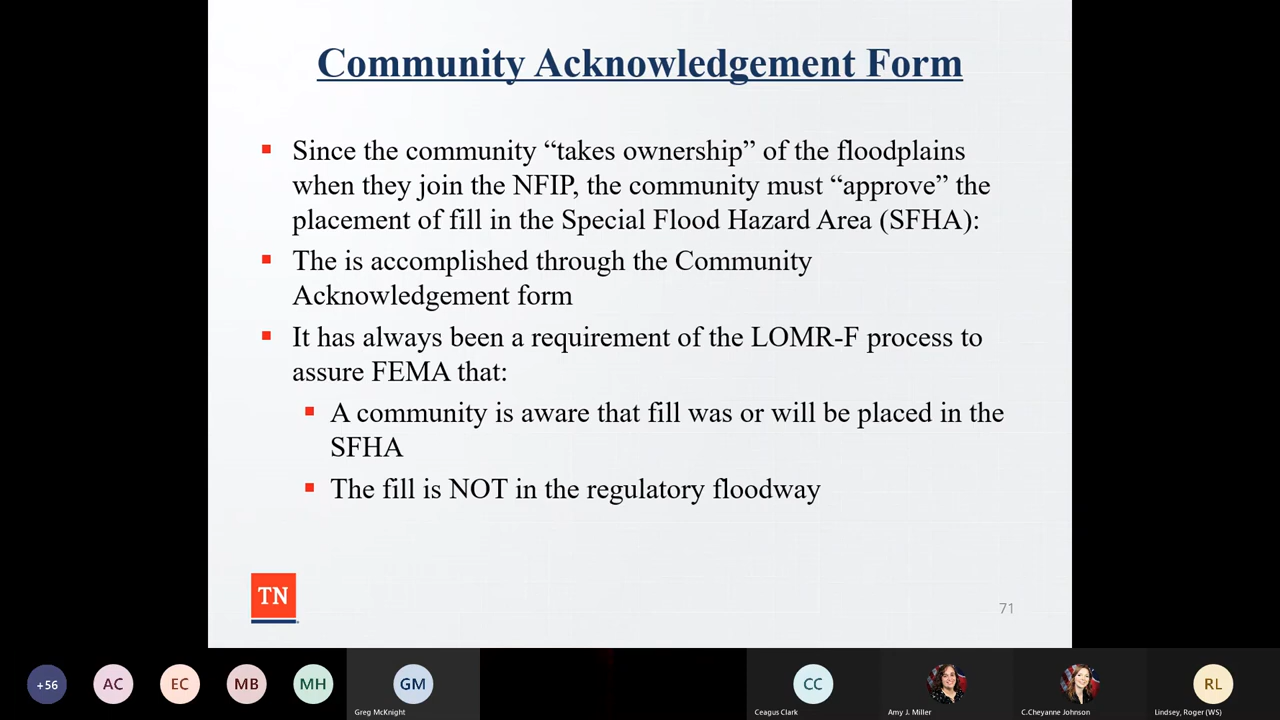 Community Acknowledgement Form
Since the community “takes ownership” of the floodplains
when they join the NFIP, the community must “approve” the
placement of fill in the Special Flood Hazard Area (SFHA):
The is accomplished through the Community
Acknowledgement form
It has always been a requirement of the LOMR-F process to
assure FEMA that:
A community is aware that fill was or will be placed in the
SFHA
The fill is NOT in the regulatory floodway
TN
71
+56
AC
EC
MB
MH
GM
Greg McKnight
CC
Ceagus Clark
Amy J. Miller
C.Cheyanne Johnson
RL
Lindsey, Roger (WS)